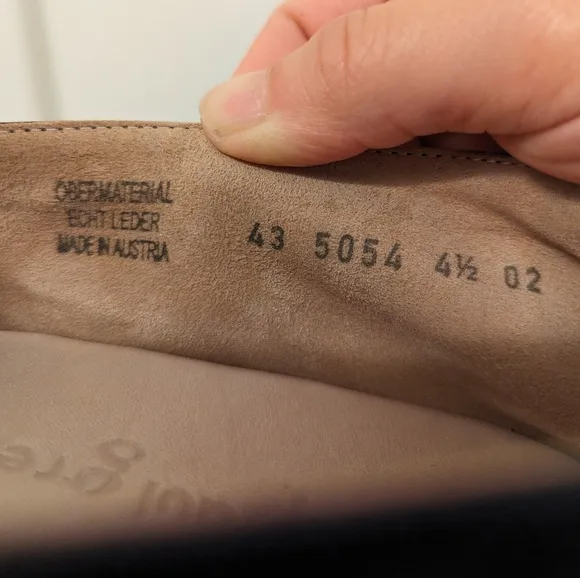 OBERMATERIAL
ECHT LEDER
MADE IN AUSTRIA
43 5054 4½ 02